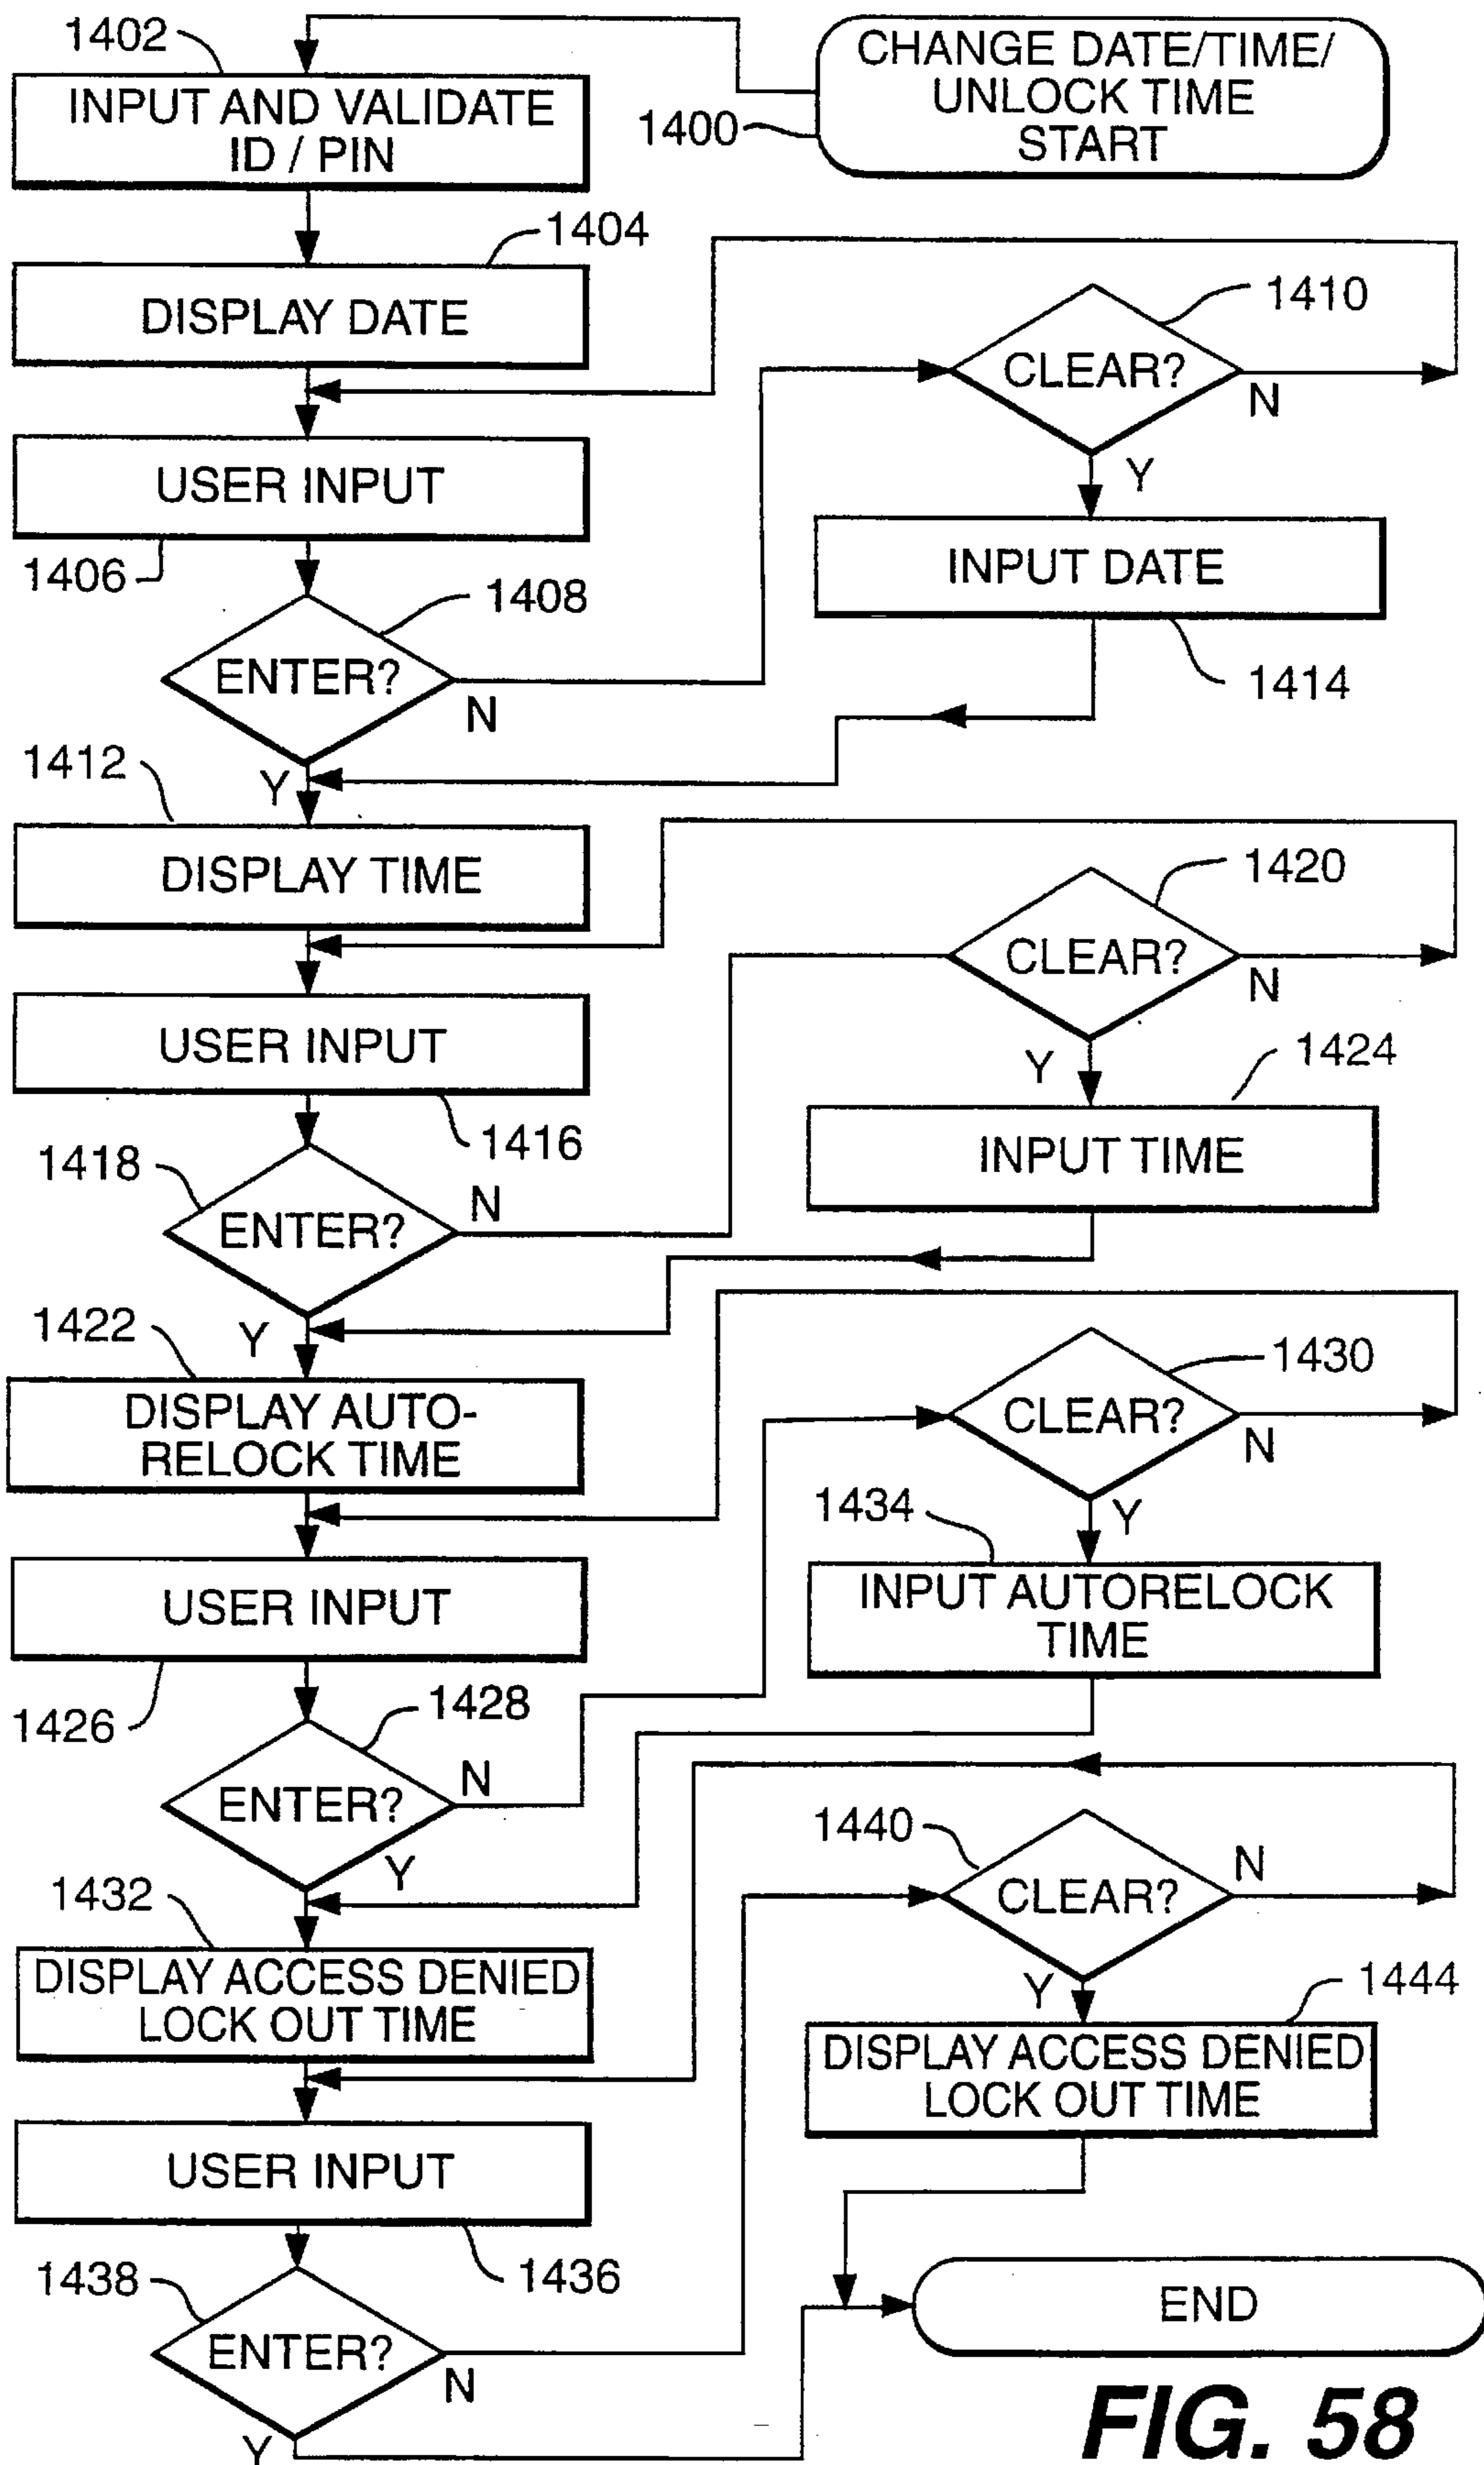 1402
CHANGE DATE/TIME/
UNLOCK TIME
START
1400
INPUT AND VALIDATE
ID / PIN
1404
DISPLAY DATE
1410
CLEAR?
N
Y
USER INPUT
1406
INPUT DATE
1414
1408
ENTER?
N
Y
1412
DISPLAY TIME
1420
CLEAR?
N
Y
USER INPUT
1416
1424
INPUT TIME
1418
ENTER?
N
Y
1422
DISPLAY AUTO-
RELOCK TIME
1430
CLEAR?
N
Y
1434
INPUT AUTORELOCK
TIME
USER INPUT
1426
1428
ENTER?
N
Y
1432
DISPLAY ACCESS DENIED
LOCK OUT TIME
1440
CLEAR?
N
Y
1444
DISPLAY ACCESS DENIED
LOCK OUT TIME
USER INPUT
1436
1438
ENTER?
N
Y
END
FIG. 58